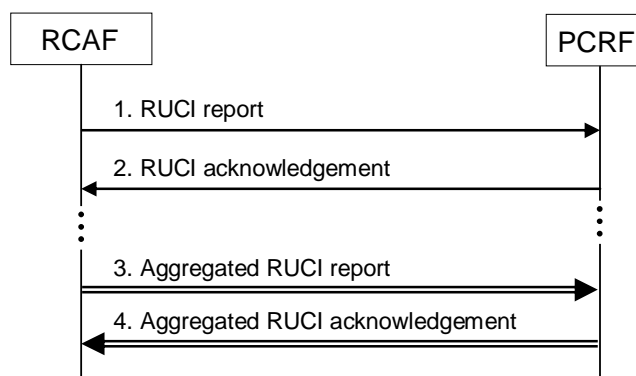 RCAF
PCRF
1. RUCI report
2. RUCI acknowledgement
3. Aggregated RUCI report
4. Aggregated RUCI acknowledgement